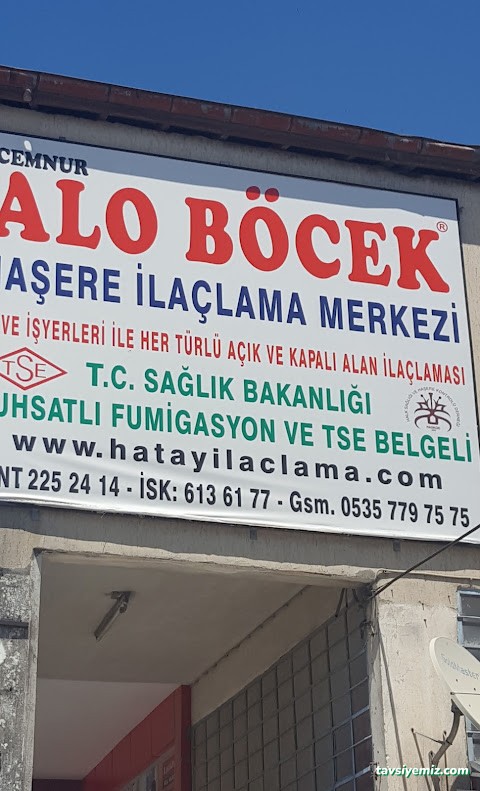 CEMNUR
ALO BÖCEK®
HAŞERE İLAÇLAMA MERKEZİ
VE İŞYERLERİ İLE HER TÜRLÜ AÇIK VE KAPALI ALAN İLAÇLAMASI
TSE
T.C. SAĞLIK BAKANLIĞI
UHSATLI FUMİGASYON VE TSE BELGELİ
www.hatayilaclama.com
NT 225 24 14 - İSK: 613 61 77 - Gsm. 0535 779 75 75
tavsiyemiz.com